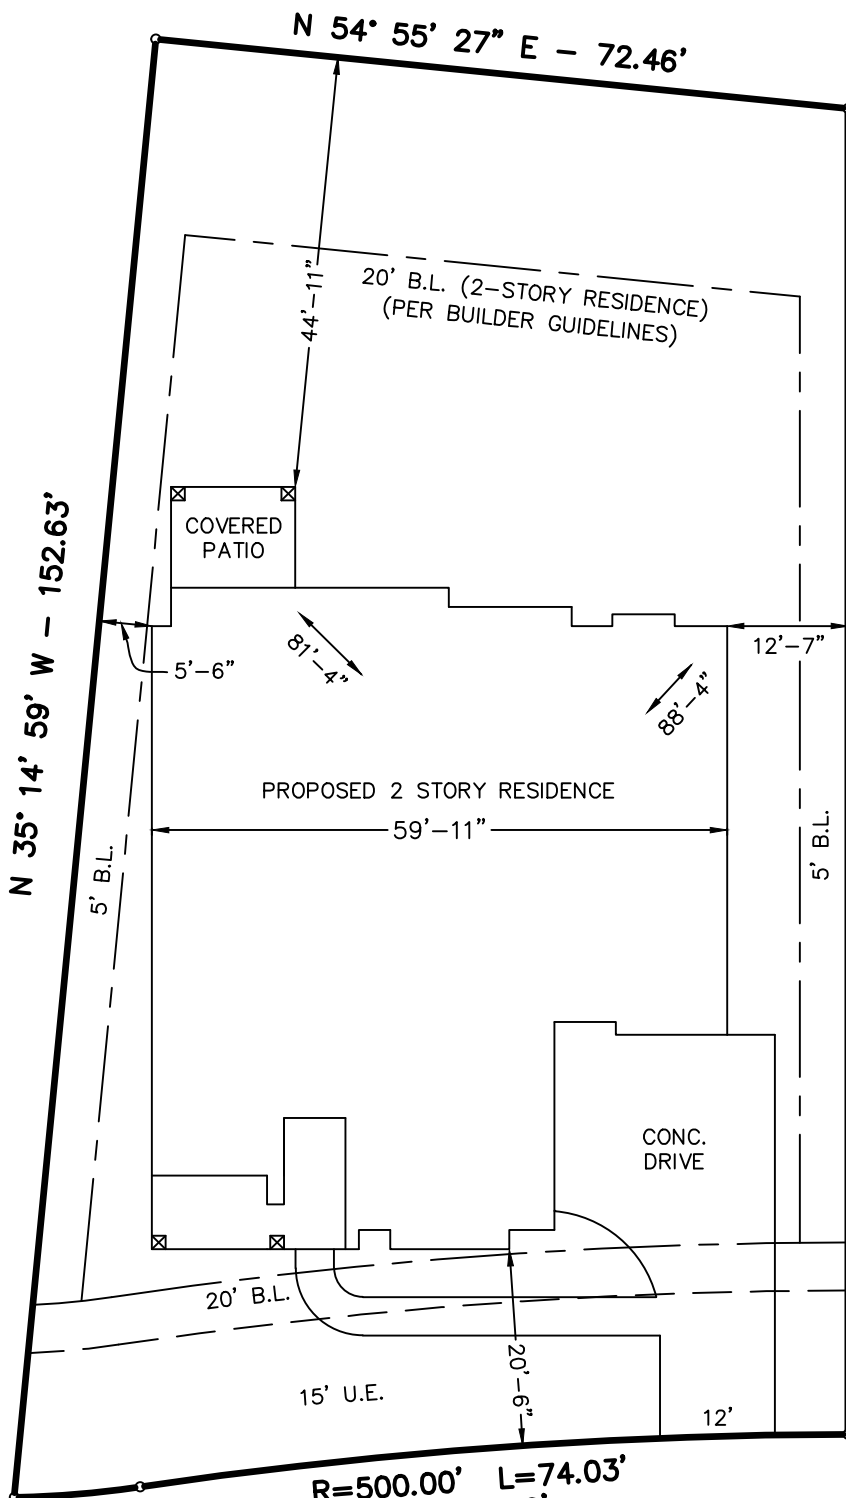 N 54° 55' 27" E – 72.46'
20' B.L. (2–STORY RESIDENCE)
(PER BUILDER GUIDELINES)
44'–11"
COVERED
PATIO
N 35° 14' 59' W – 152.63'
5'–6"
81'–4"
88'–4"
12'–7"
PROPOSED 2 STORY RESIDENCE
59'–11"
5' B.L.
5' B.L.
CONC.
DRIVE
20' B.L.
20'–6"
15' U.E.
12'
R=500.00' L=74.03'